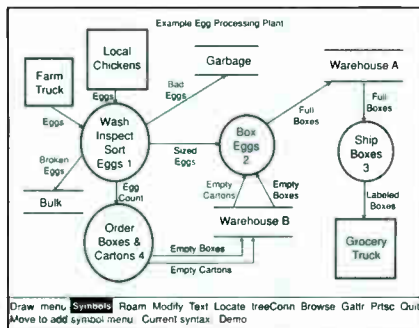 Example Egg Processing Plant
Local
Chickens
Garbage
Warehouse A
Farm
Truck
Eggs
Bad
Eggs
Full
Boxes
Full
Boxes
Eggs
Wash
Inspect
Sort
Eggs 1
Sized
Eggs
Box
Eggs
2
Ship
Boxes
3
Broken
Eggs
Egg
Count
Empty
Cartons
Empty
Boxes
Labeled
Boxes
Bulk
Order
Boxes &
Cartons 4
Warehouse B
Empty Boxes
Empty Cartons
Grocery
Truck
Draw menu Symbols Roam Modify Text Locate treeConn Browse Gatfr Prtsc Quit
Move to add symbol menu Current syntax Demo